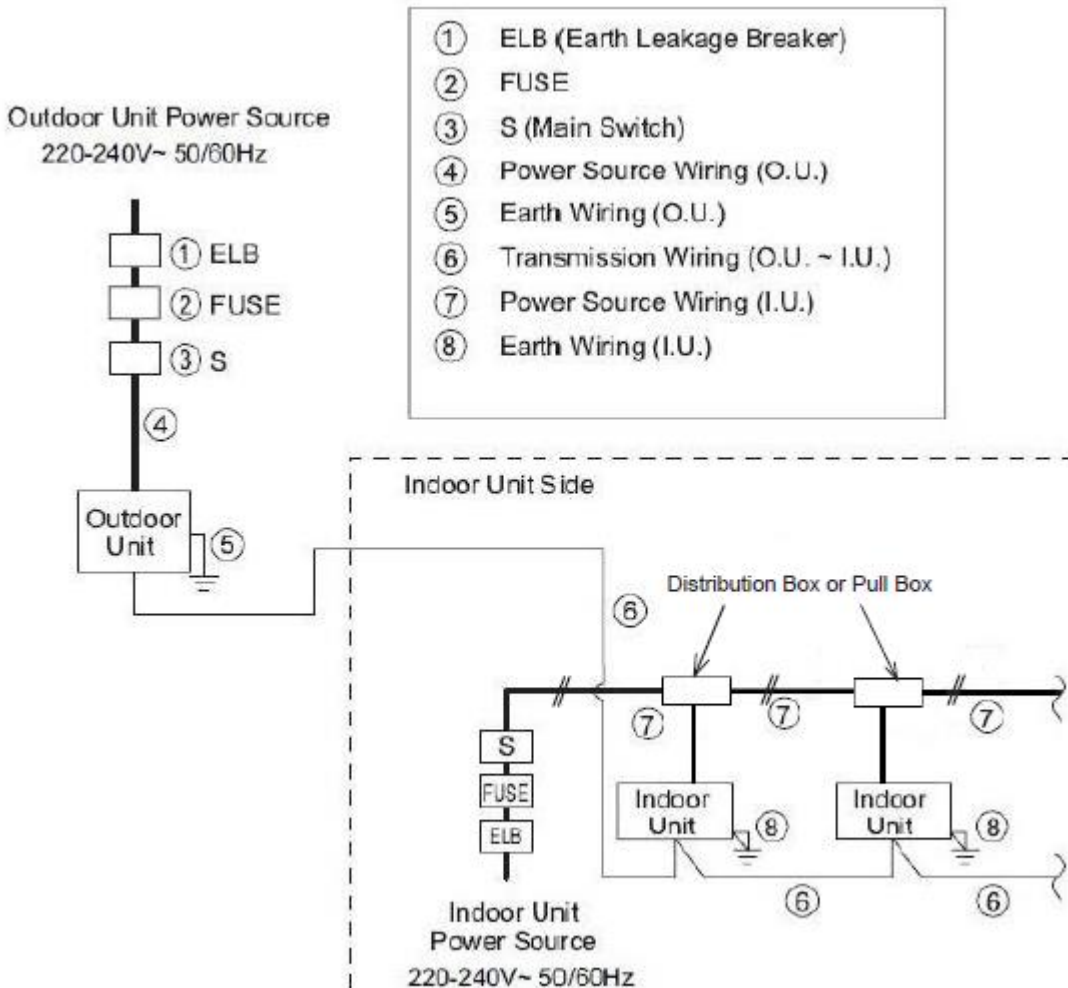 ① ELB (Earth Leakage Breaker)
② FUSE
③ S (Main Switch)
④ Power Source Wiring (O.U.)
⑤ Earth Wiring (O.U.)
⑥ Transmission Wiring (O.U. ~ I.U.)
⑦ Power Source Wiring (I.U.)
⑧ Earth Wiring (I.U.)
Outdoor Unit Power Source
220-240V~ 50/60Hz
① ELB
② FUSE
③ S
④
Outdoor
Unit
⑤
Indoor Unit Side
Distribution Box or Pull Box
⑥
⑦
⑦
⑦
S
FUSE
ELB
Indoor
Unit
⑧
Indoor
Unit
⑧
⑥
⑥
Indoor Unit
Power Source
220-240V~ 50/60Hz